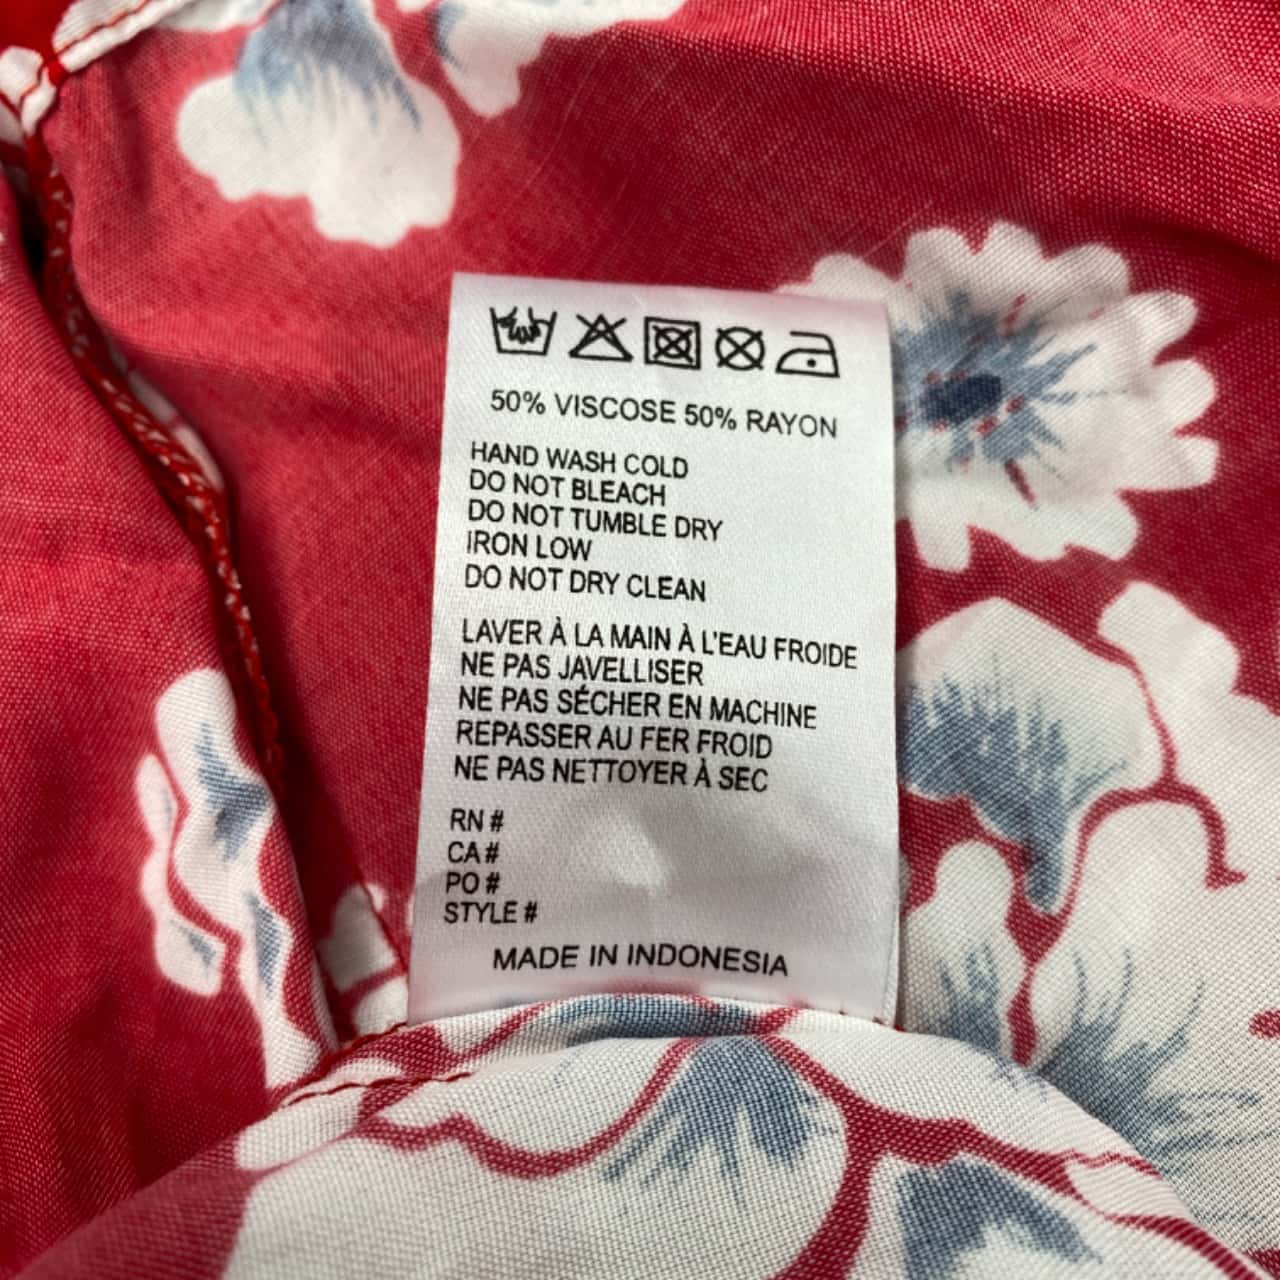 50% VISCOSE 50% RAYON
HAND WASH COLD
DO NOT BLEACH
DO NOT TUMBLE DRY
IRON LOW
DO NOT DRY CLEAN
LAVER À LA MAIN À L'EAU FROIDE
NE PAS JAVELLISER
NE PAS SÉCHER EN MACHINE
REPASSER AU FER FROID
NE PAS NETTOYER À SEC
RN #
CA #
PO #
STYLE #
MADE IN INDONESIA